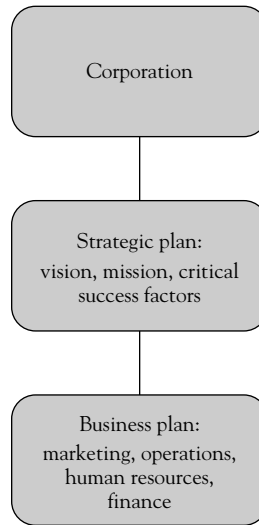 Corporation
Strategic plan:
vision, mission, critical
success factors
Business plan:
marketing, operations,
human resources,
finance